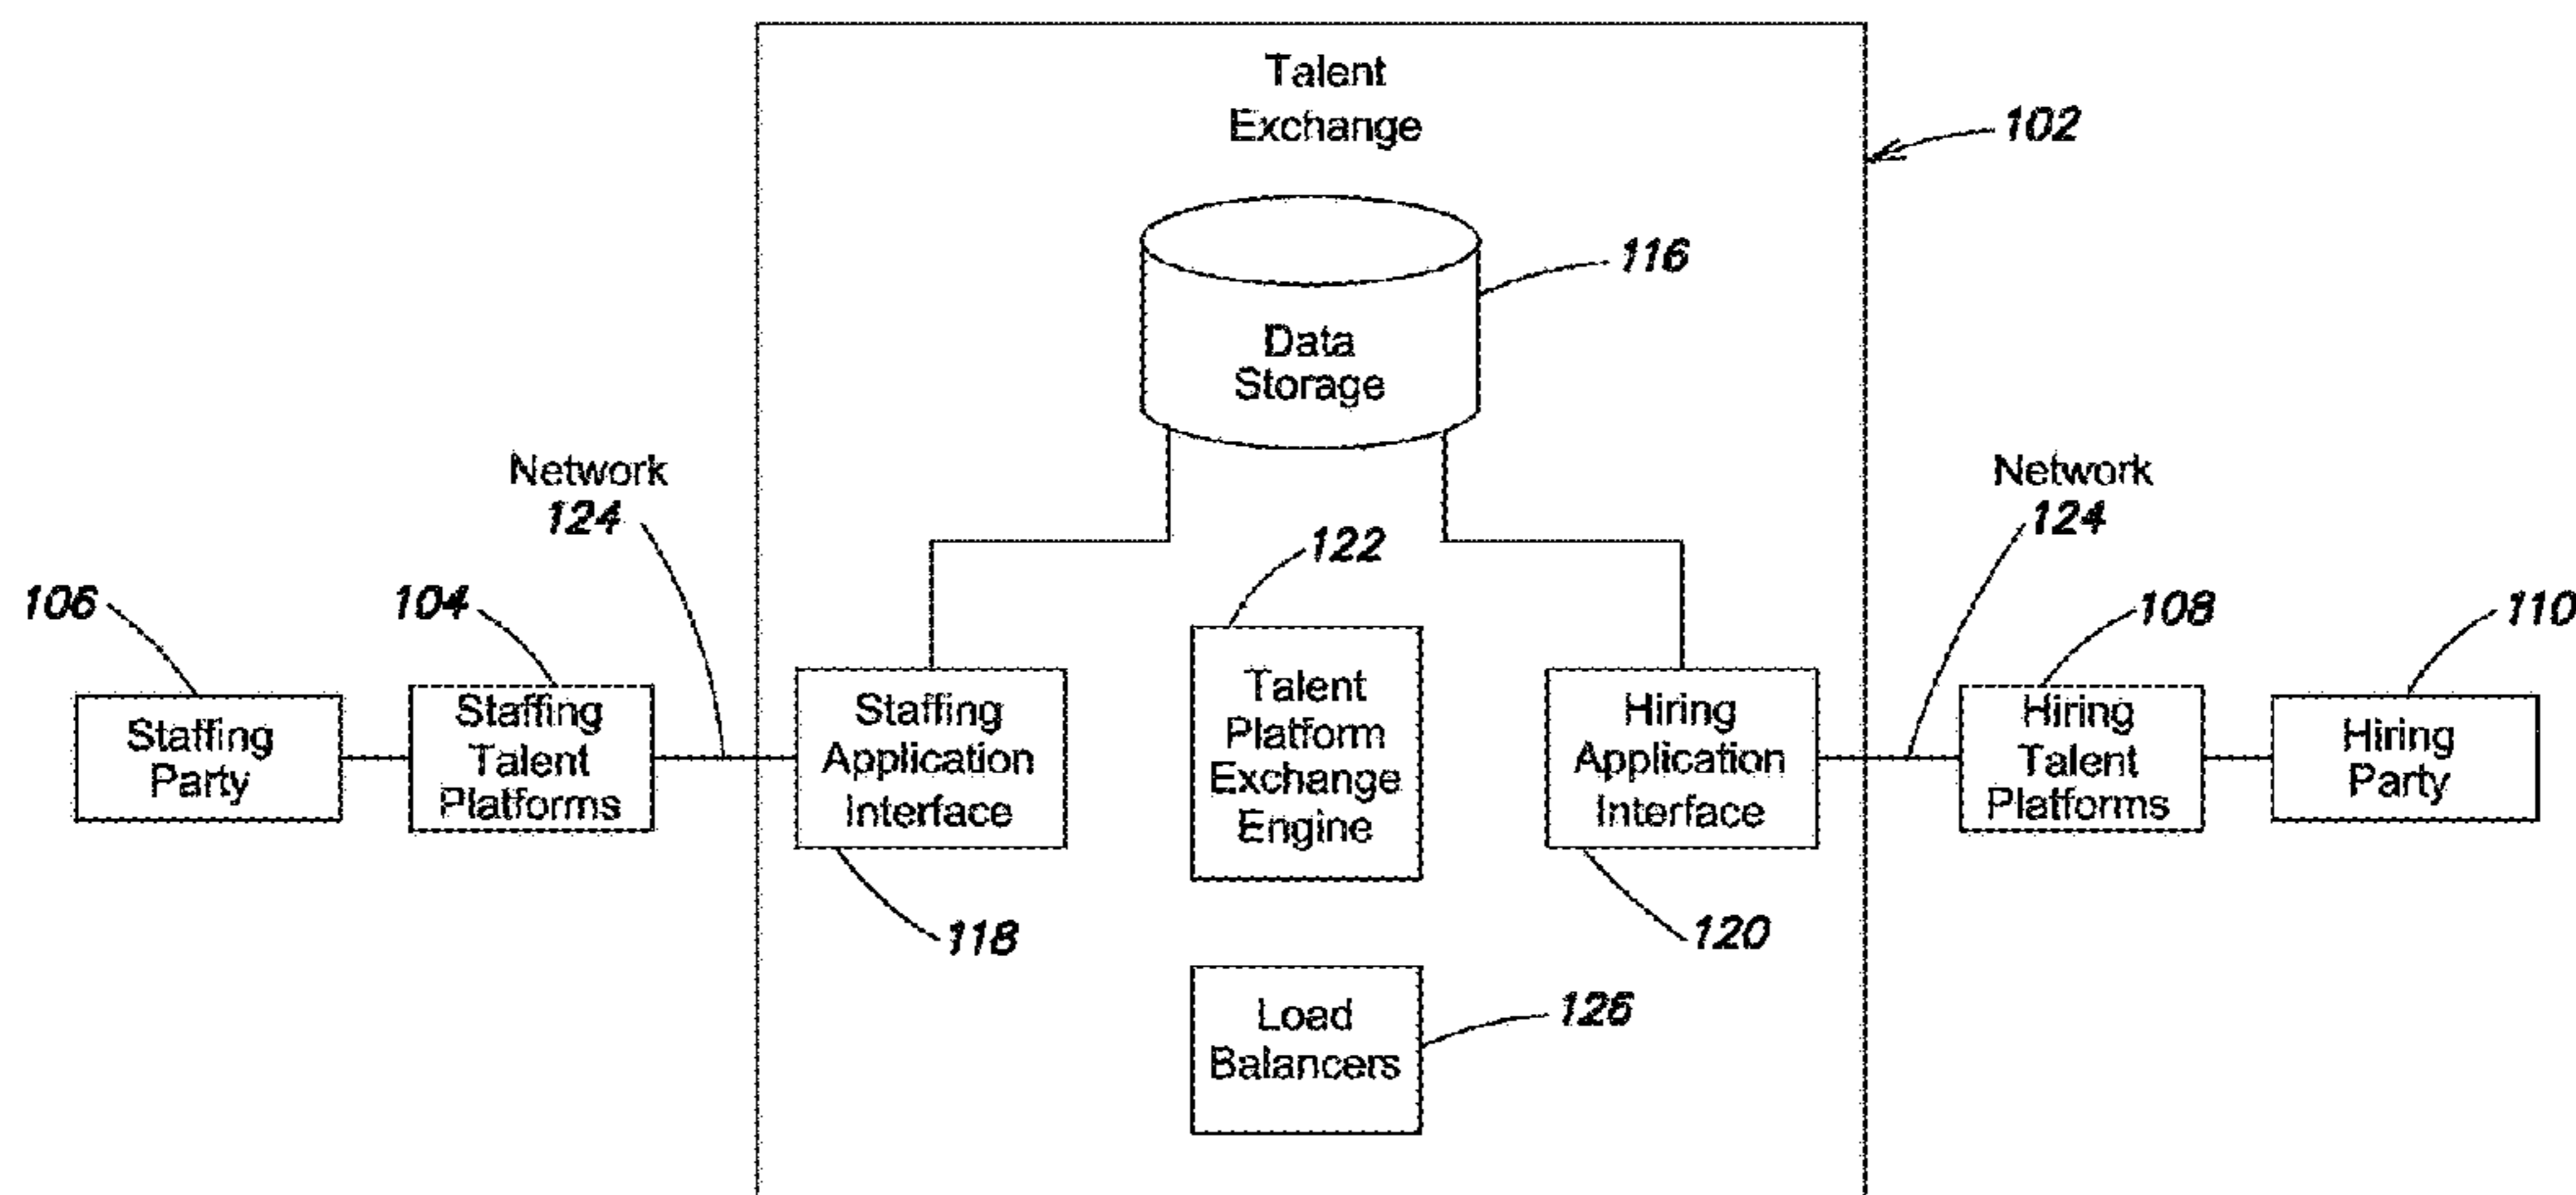 Talent
Exchange
102
116
Data
Storage
Network
124
Network
124
122
106
104
108
110
Staffing
Party
Staffing
Talent
Platforms
Staffing
Application
Interface
Talent
Platform
Exchange
Engine
Hiring
Application
Interface
Hiring
Talent
Platforms
Hiring
Party
118
120
Load
Balancers
126